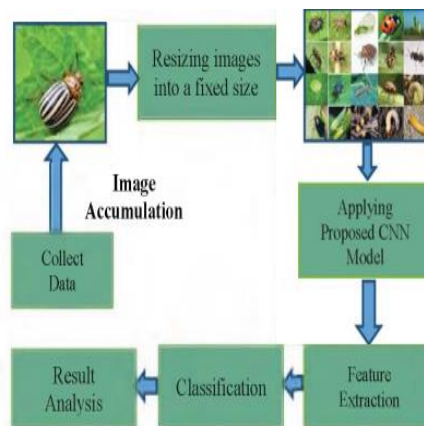 Resizing images
into a fixed size
Image
Accumulation
Applying
Proposed CNN
Model
Collect
Data
Result
Analysis
Classification
Feature
Extraction